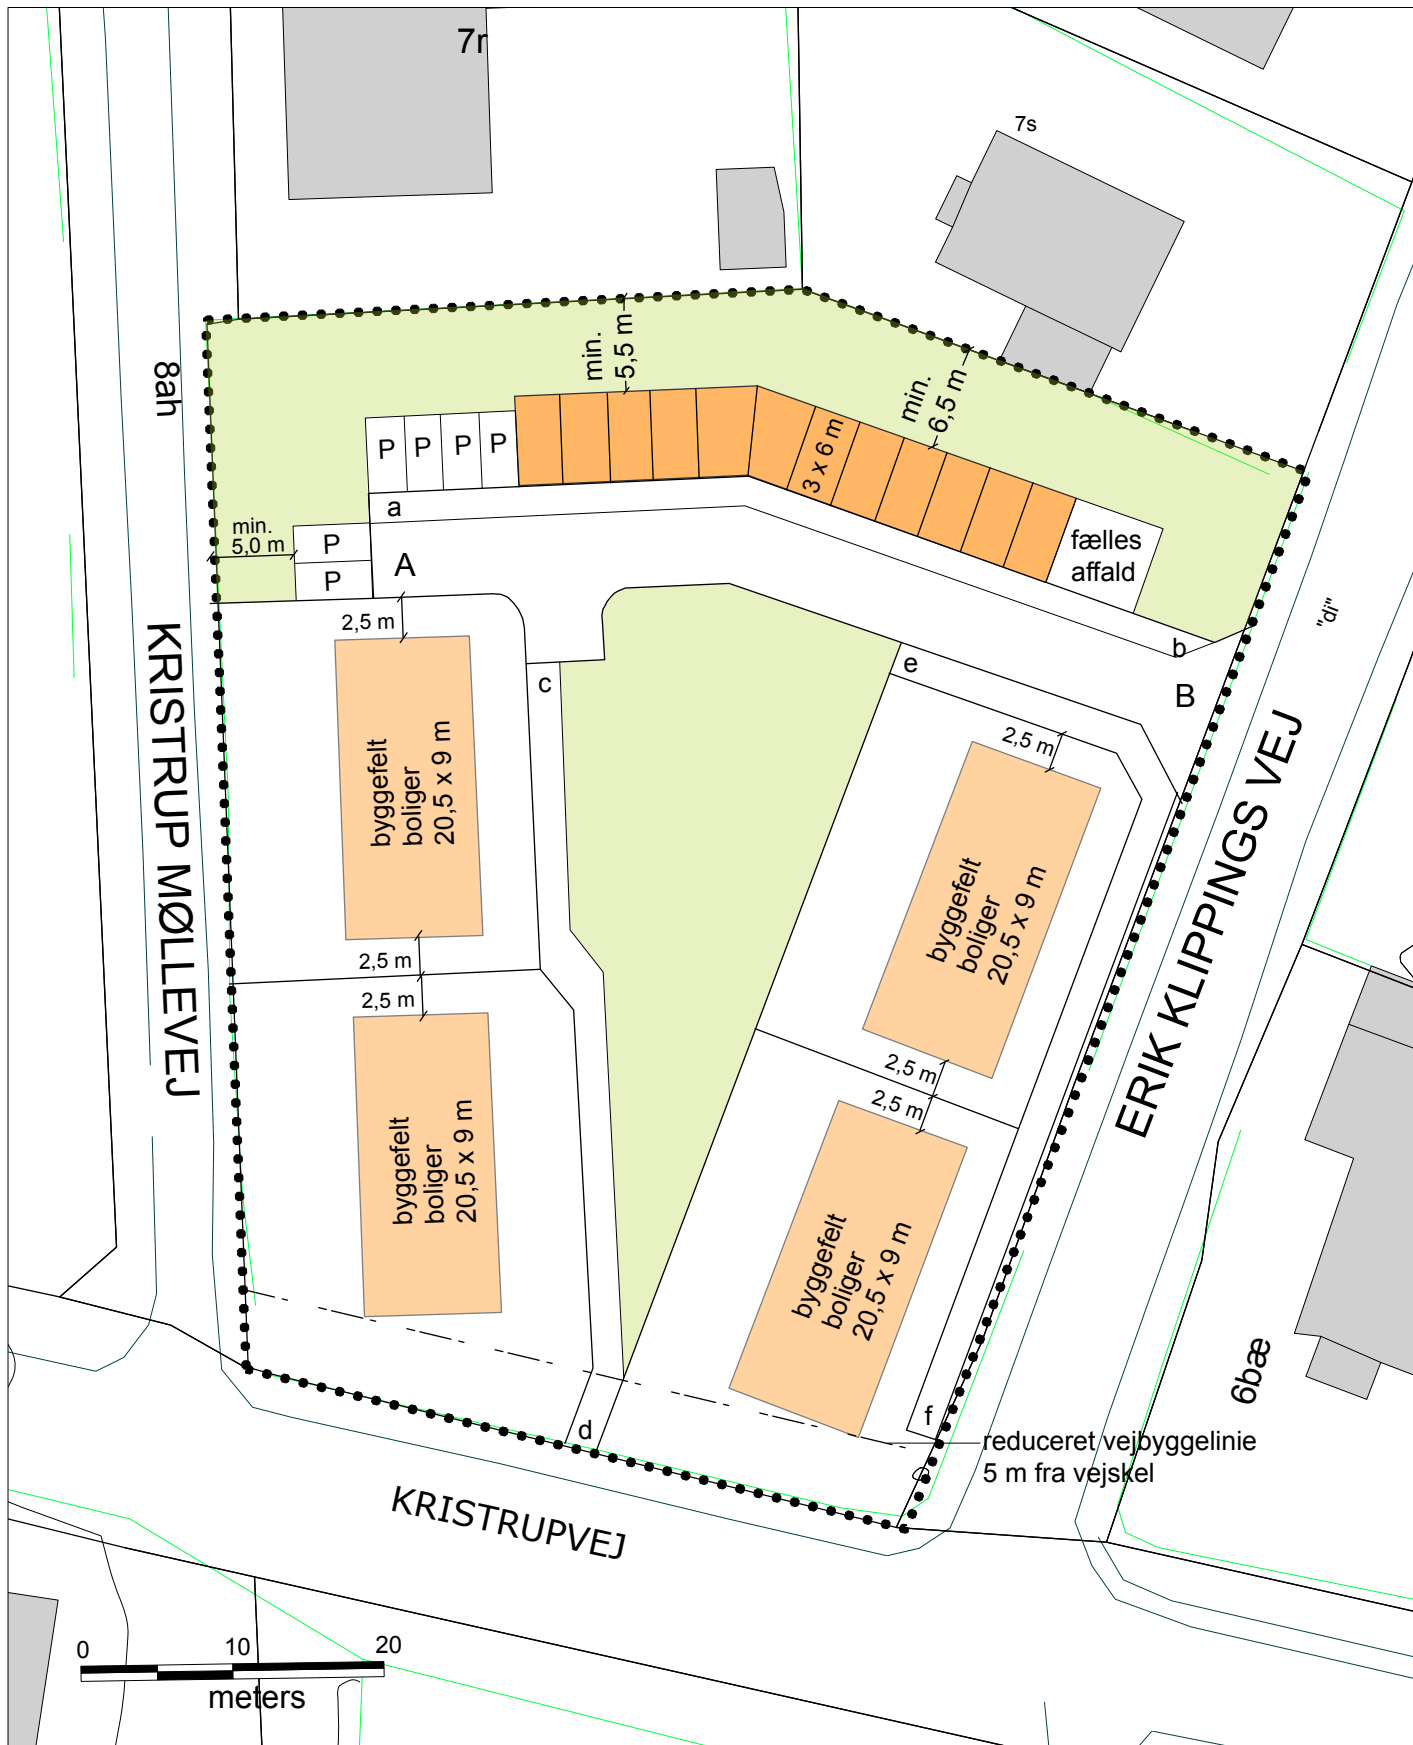 7r
7s
8ah
min.
5,5 m
min.
6,5 m
P
P
P
P
3 x 6 m
a
min.
5,0 m
P
P
A
fælles
affald
"di"
b
B
2,5 m
c
e
KRISTRUP MØLLEVEJ
byggefelt
boliger
20,5 x 9 m
2,5 m
byggefelt
boliger
20,5 x 9 m
ERIK KLIPPINGS VEJ
2,5 m
2,5 m
2,5 m
2,5 m
byggefelt
boliger
20,5 x 9 m
byggefelt
boliger
20,5 x 9 m
6bæ
d
f
reduceret vejbyggelinie
5 m fra vejskel
KRISTRUPVEJ
0 10 20
meters